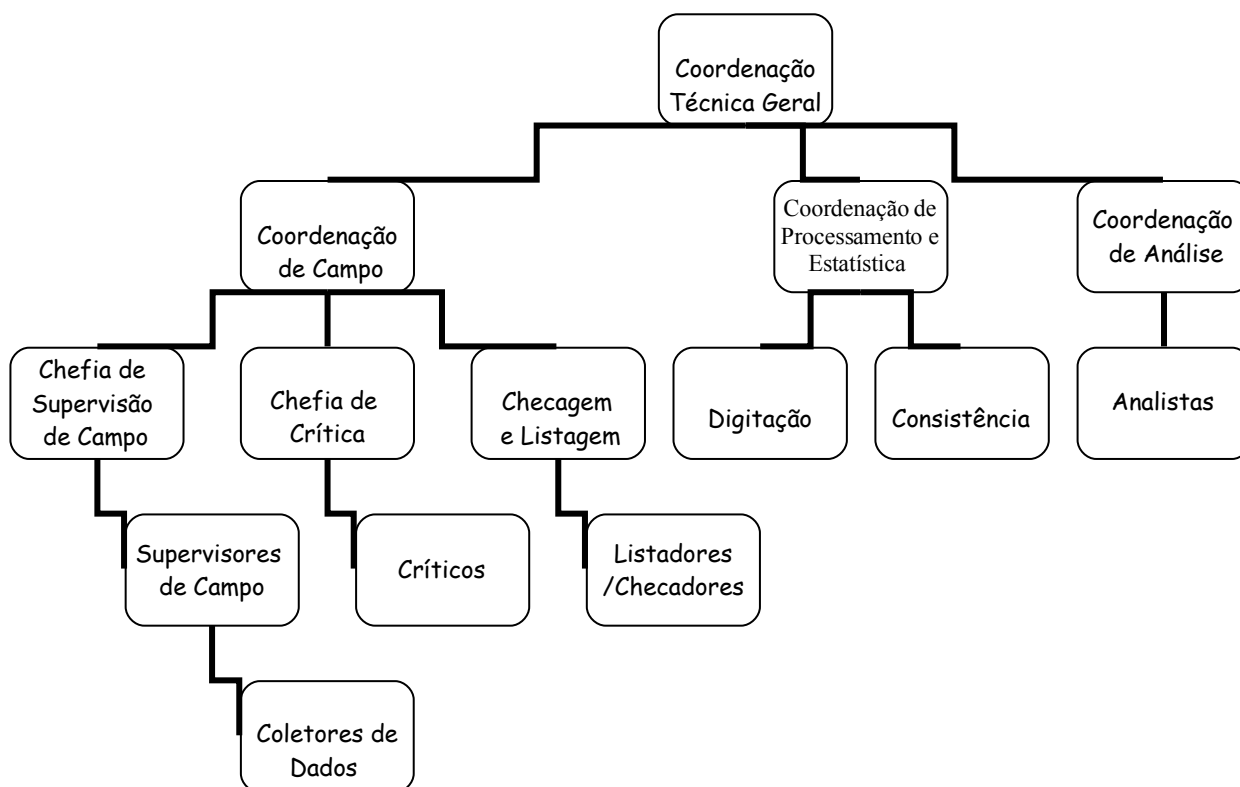 Coordenação
Técnica Geral
Coordenação
de Campo
Coordenação de
Processamento e
Estatística
Coordenação
de Análise
Chefia de
Supervisão
de Campo
Chefia de
Crítica
Checagem
e Listagem
Digitação
Consistência
Analistas
Supervisores
de Campo
Críticos
Listadores
/Checadores
Coletores de
Dados